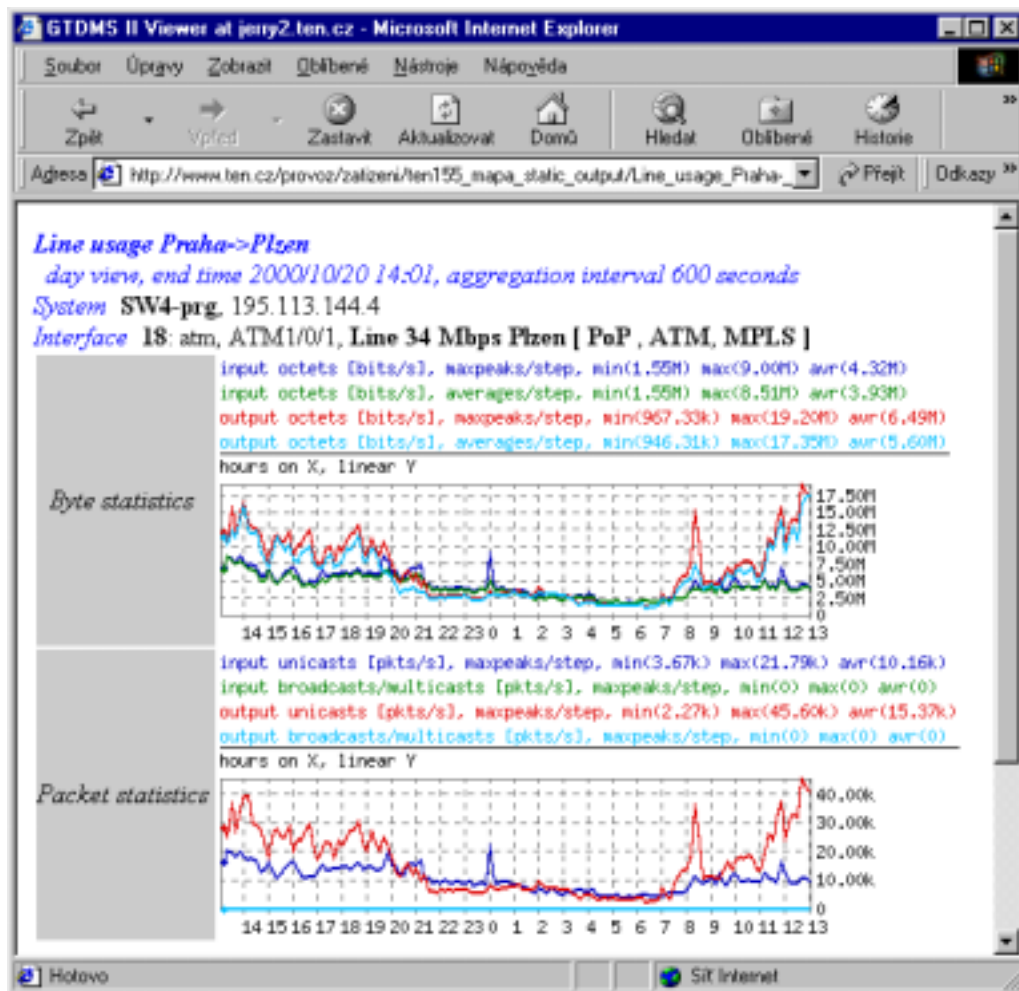 GTDMS II Viewer at jerry2.ten.cz - Microsoft Internet Explorer
Soubor Úpravy Zobrazit Oblíbené Nástroje Nápověda
Zpět Vpřed Zastavit Aktualizovat Domů Hledat Oblíbené Historie »
Adresa http://www.ten.cz/provoz/zatizeni/ten155_mapa_static_output/Line_usage_Praha-_ Přejít Odkazy »
Line usage Praha->Plzen
day view, end time 2000/10/20 14:01, aggregation interval 600 seconds
System SW4-prg, 195.113.144.4
Interface 18: atm, ATM1/0/1, Line 34 Mbps Plzen [ PoP , ATM, MPLS ]
input octets [bits/s], maxpeaks/step, min(1.55M) max(9.00M) avr(4.32M)
input octets [bits/s], averages/step, min(1.55M) max(8.51M) avr(3.93M)
output octets [bits/s], maxpeaks/step, min(967.33k) max(19.20M) avr(6.49M)
output octets [bits/s], averages/step, min(946.31k) max(17.35M) avr(5.60M)
hours on X, linear Y
Byte statistics
17.50M
15.00M
12.50M
10.00M
7.50M
5.00M
2.50M
0
14 15 16 17 18 19 20 21 22 23 0 1 2 3 4 5 6 7 8 9 10 11 12 13
input unicasts [pkts/s], maxpeaks/step, min(3.67k) max(21.79k) avr(10.16k)
input broadcasts/multicasts [pkts/s], maxpeaks/step, min(0) max(0) avr(0)
output unicasts [pkts/s], maxpeaks/step, min(2.27k) max(45.60k) avr(15.37k)
output broadcasts/multicasts [pkts/s], maxpeaks/step, min(0) max(0) avr(0)
hours on X, linear Y
Packet statistics
40.00k
30.00k
20.00k
10.00k
0
14 15 16 17 18 19 20 21 22 23 0 1 2 3 4 5 6 7 8 9 10 11 12 13
Hotovo Síť Internet